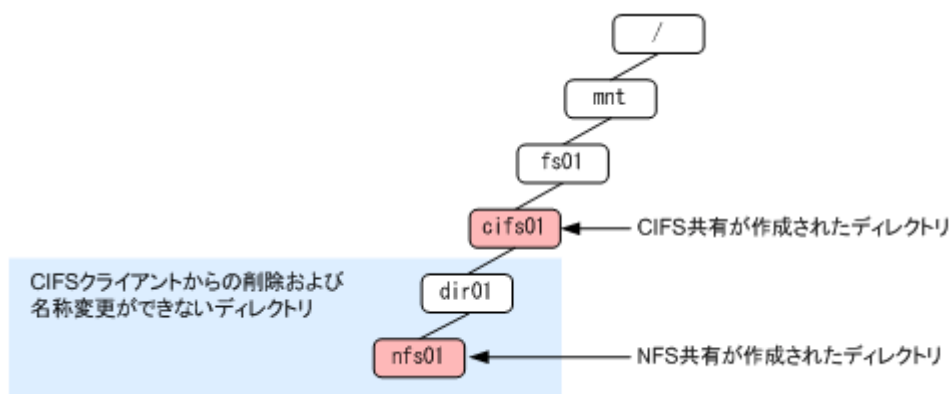 /
mnt
fs01
cifs01
CIFS共有が作成されたディレクトリ
CIFSクライアントからの削除および
名称変更ができないディレクトリ
dir01
nfs01
NFS共有が作成されたディレクトリ